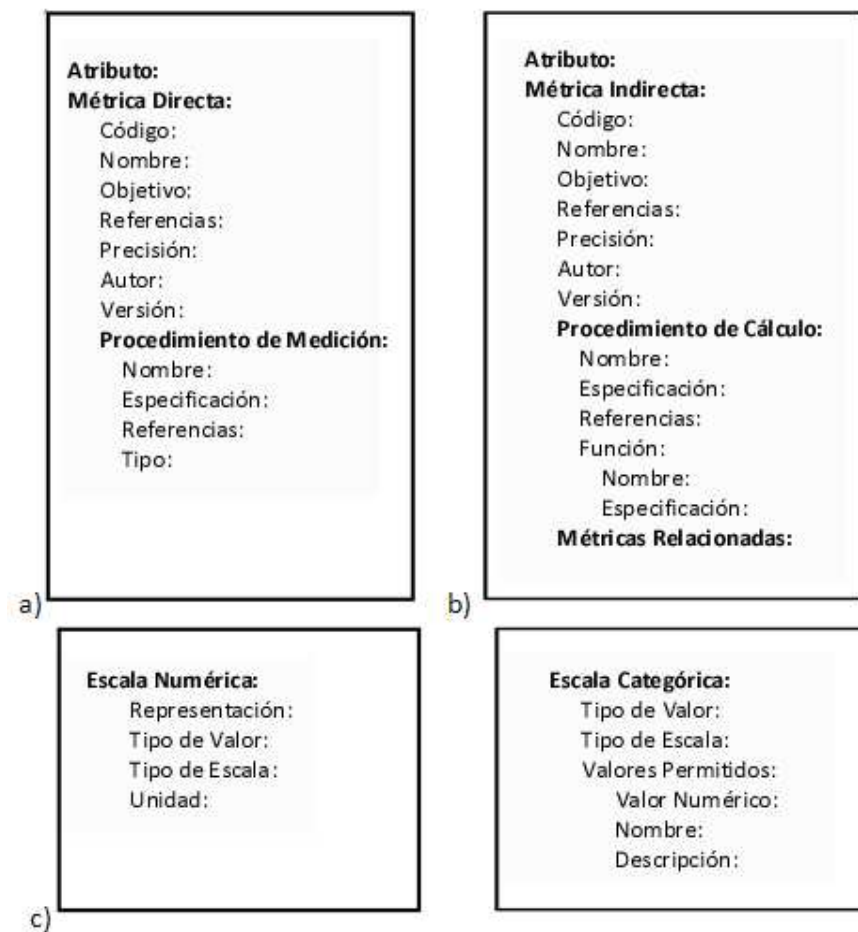 Atributo:
Métrica Directa:
Código:
Nombre:
Objetivo:
Referencias:
Precisión:
Autor:
Versión:
Procedimiento de Medición:
Nombre:
Especificación:
Referencias:
Tipo:
a)
Atributo:
Métrica Indirecta:
Código:
Nombre:
Objetivo:
Referencias:
Precisión:
Autor:
Versión:
Procedimiento de Cálculo:
Nombre:
Especificación:
Referencias:
Función:
Nombre:
Especificación:
Métricas Relacionadas:
b)
Escala Numérica:
Representación:
Tipo de Valor:
Tipo de Escala:
Unidad:
c)
Escala Categórica:
Tipo de Valor:
Tipo de Escala:
Valores Permitidos:
Valor Numérico:
Nombre:
Descripción: